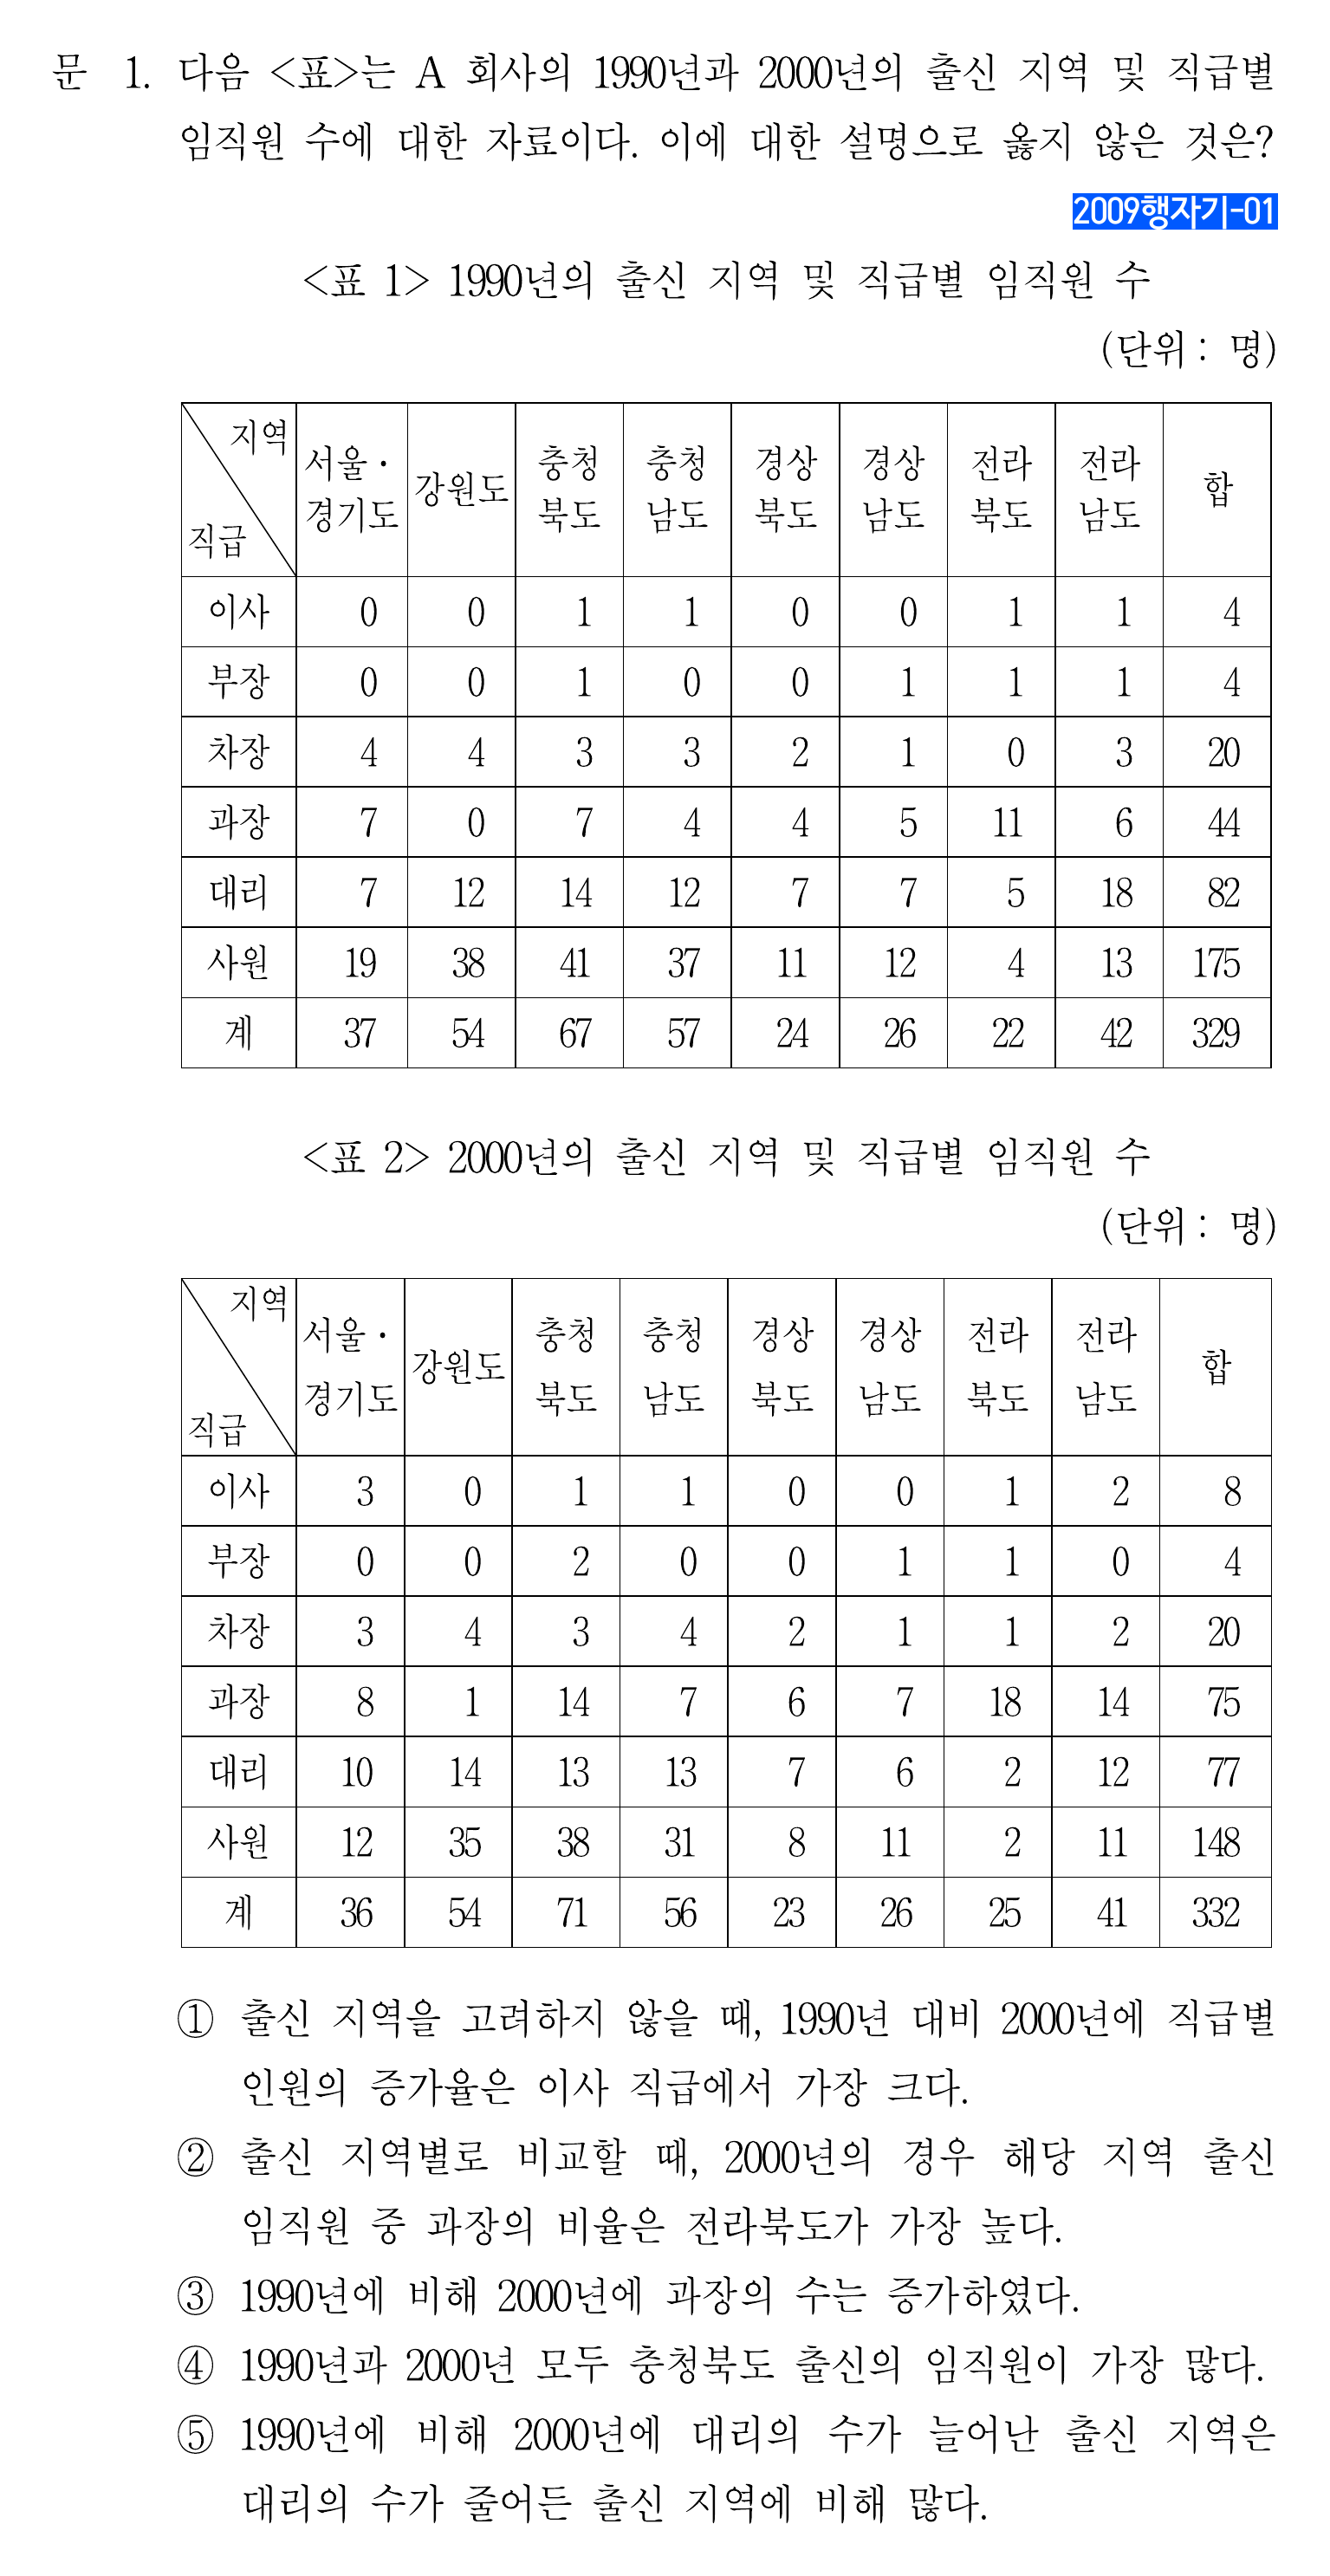 문 1. 다음 <표>는 A 회사의 1990년과 2000년의 출신 지역 및 직급별
임직원 수에 대한 자료이다. 이에 대한 설명으로 옳지 않은 것은?
2009행자기-01
<표 1> 1990년의 출신 지역 및 직급별 임직원 수
(단위 : 명)
직급 지역 서울·경기도 강원도 충청북도 충청남도 경상북도 경상남도 전라북도 전라남도 합
이사 0 0 1 1 0 0 1 1 4
부장 0 0 1 0 0 1 1 1 4
차장 4 4 3 3 2 1 0 3 20
과장 7 0 7 4 4 5 11 6 44
대리 7 12 14 12 7 7 5 18 82
사원 19 38 41 37 11 12 4 13 175
계 37 54 67 57 24 26 22 42 329
<표 2> 2000년의 출신 지역 및 직급별 임직원 수
(단위 : 명)
직급 지역 서울·경기도 강원도 충청북도 충청남도 경상북도 경상남도 전라북도 전라남도 합
이사 3 0 1 1 0 0 1 2 8
부장 0 0 2 0 0 1 1 0 4
차장 3 4 3 4 2 1 1 2 20
과장 8 1 14 7 6 7 18 14 75
대리 10 14 13 13 7 6 2 12 77
사원 12 35 38 31 8 11 2 11 148
계 36 54 71 56 23 26 25 41 332
① 출신 지역을 고려하지 않을 때, 1990년 대비 2000년에 직급별
인원의 증가율은 이사 직급에서 가장 크다.
② 출신 지역별로 비교할 때, 2000년의 경우 해당 지역 출신
임직원 중 과장의 비율은 전라북도가 가장 높다.
③ 1990년에 비해 2000년에 과장의 수는 증가하였다.
④ 1990년과 2000년 모두 충청북도 출신의 임직원이 가장 많다.
⑤ 1990년에 비해 2000년에 대리의 수가 늘어난 출신 지역은
대리의 수가 줄어든 출신 지역에 비해 많다.